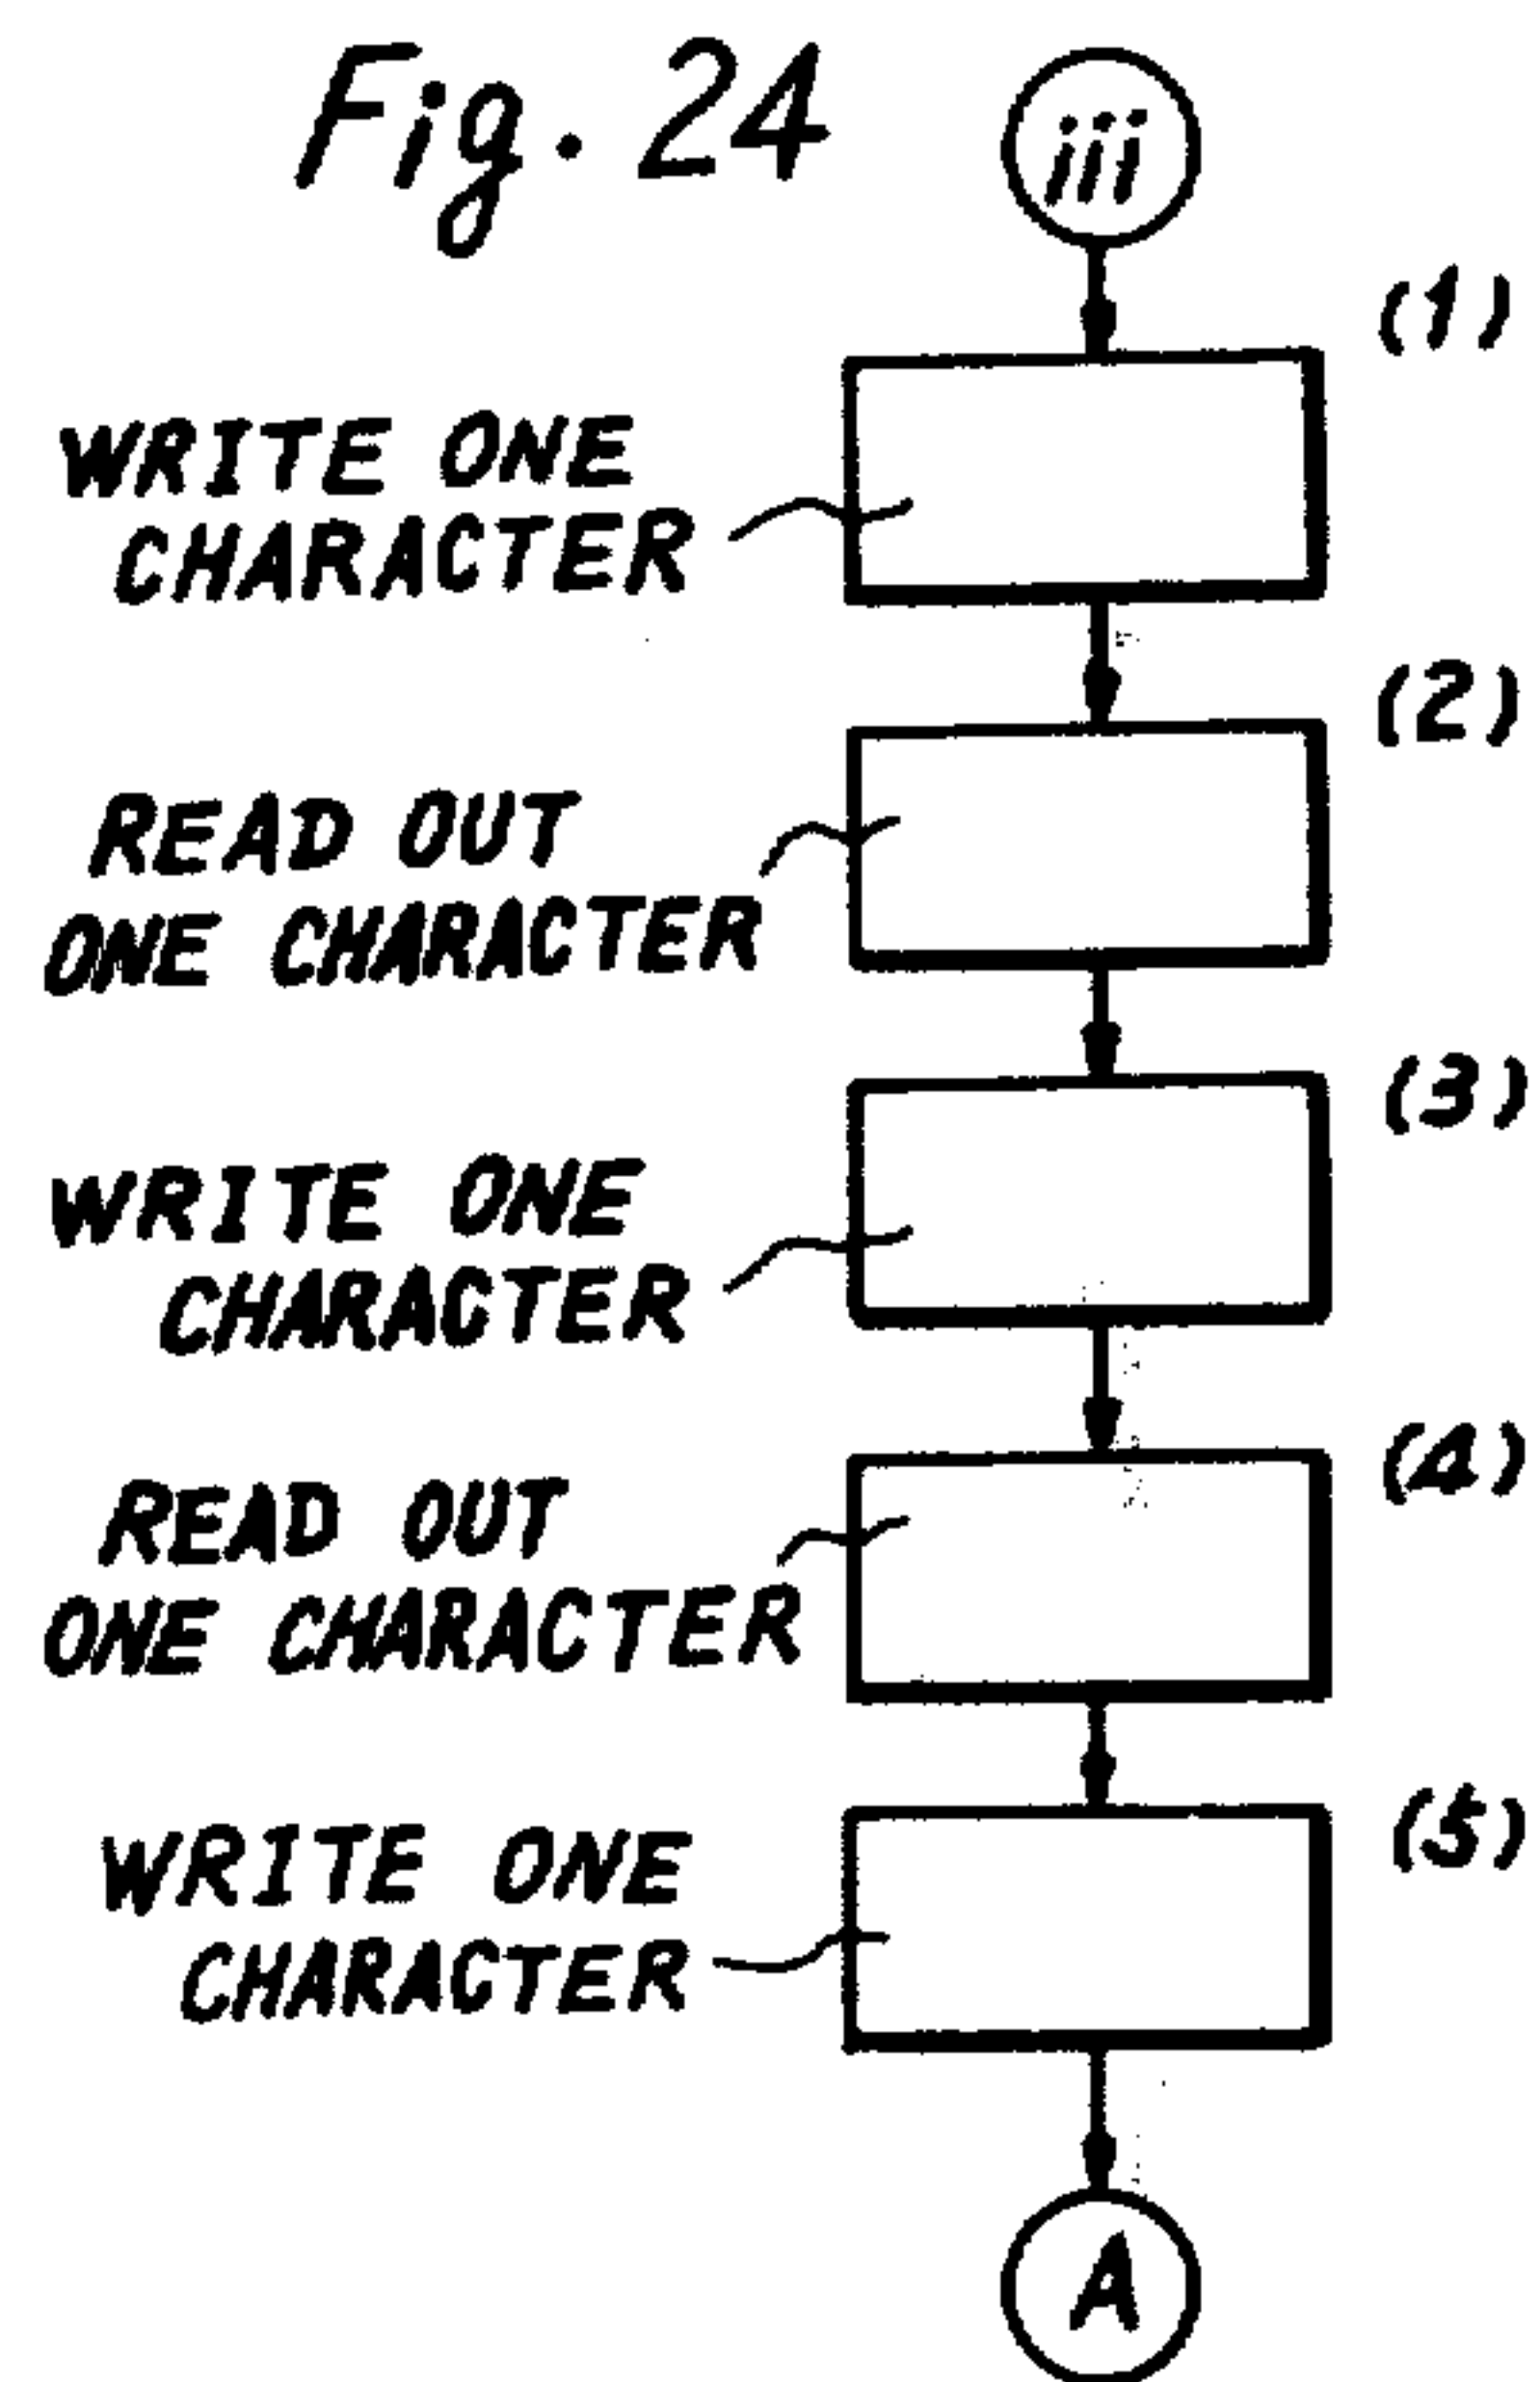 Fig. 24
iii
(1)
WRITE ONE
CHARACTER
(2)
READ OUT
ONE CHARACTER
(3)
WRITE ONE
CHARACTER
(4)
READ OUT
ONE CHARACTER
(5)
WRITE ONE
CHARACTER
A